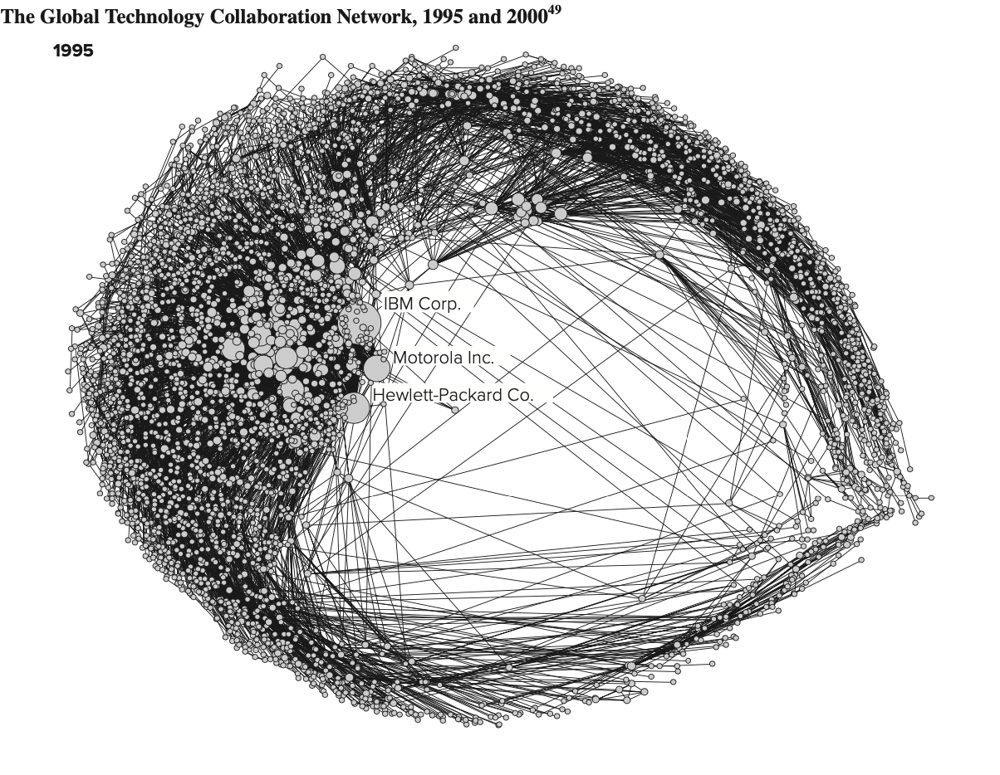 The Global Technology Collaboration Network, 1995 and 2000⁴⁹
1995
IBM Corp.
Motorola Inc.
Hewlett-Packard Co.